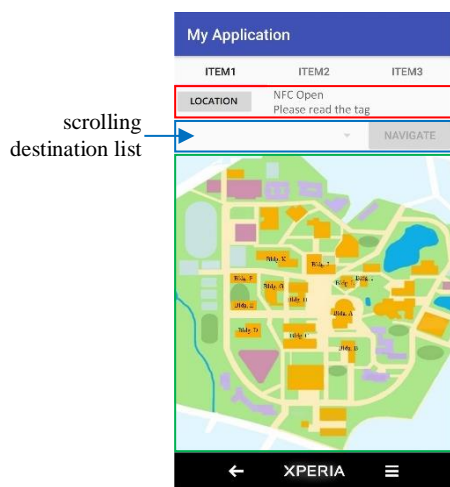 My Application
ITEM1 ITEM2 ITEM3
LOCATION
NFC Open
Please read the tag
scrolling
destination list
NAVIGATE
Bldg. K
Bldg. F
Bldg. G
Bldg. H
Bldg. E
Bldg. A
Bldg. D
Bldg. C
Bldg. B
XPERIA